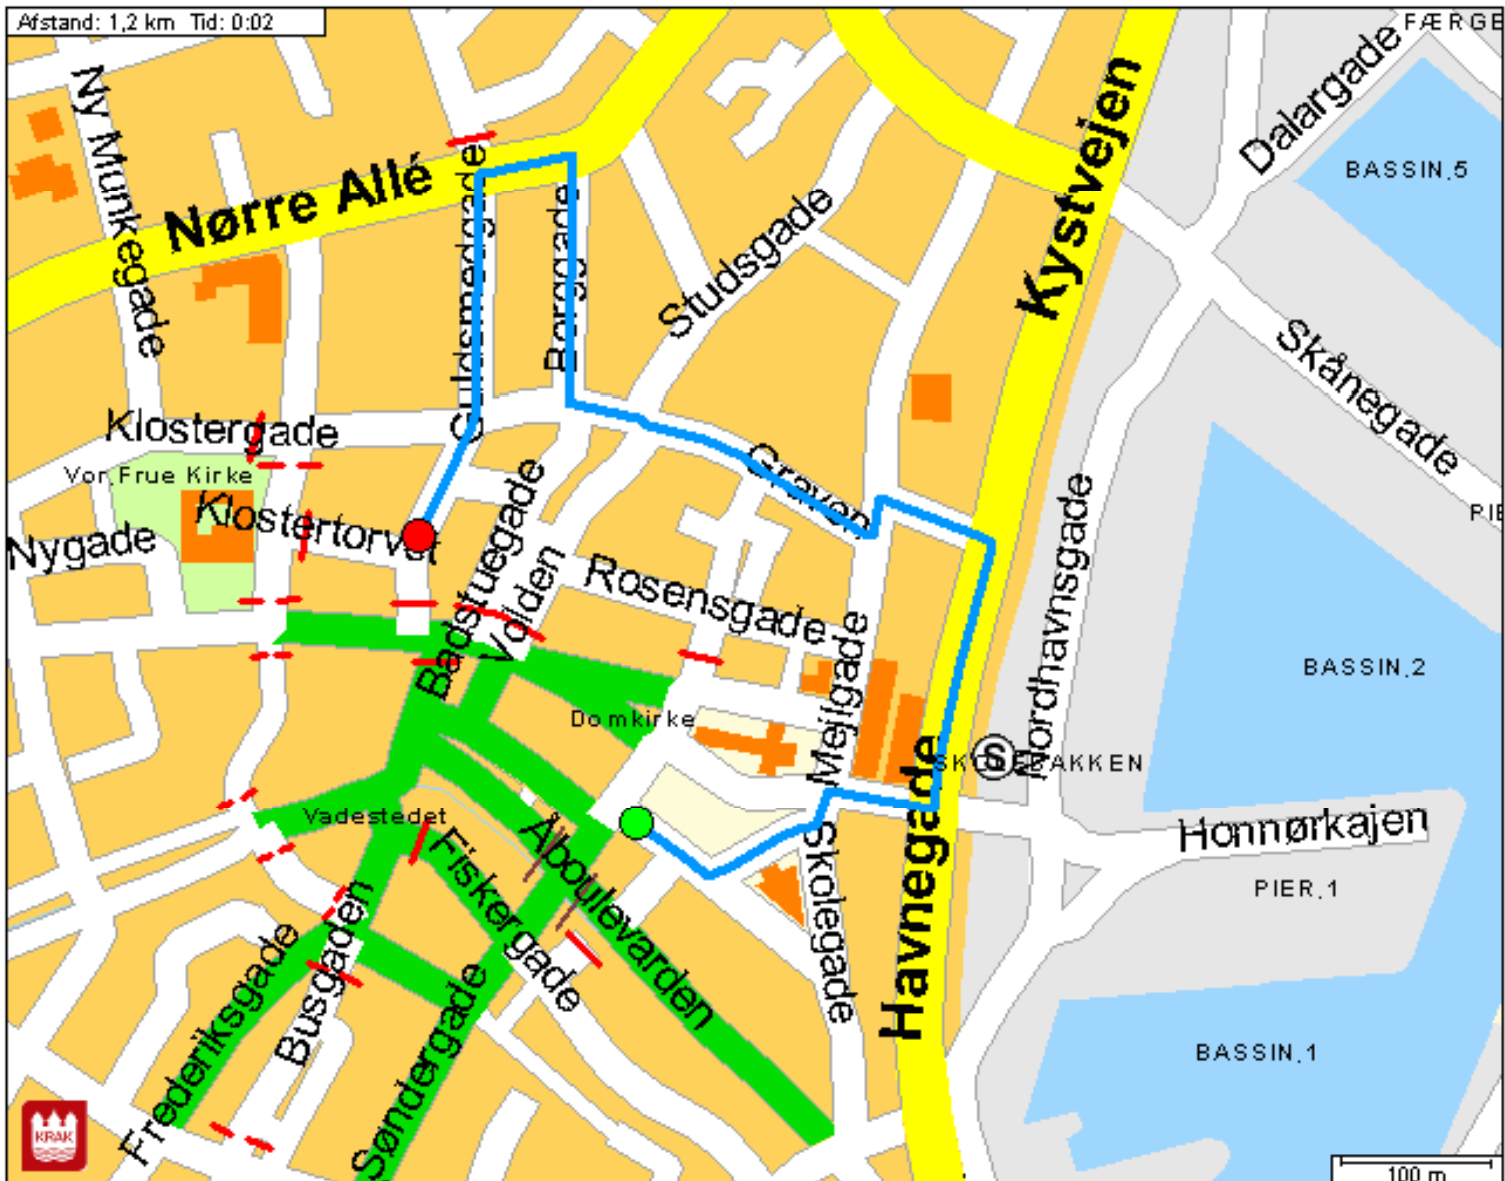 Afstand: 1,2 km Tid: 0:02
FÆRGE
Dalargade
Ny Munkegade
Kystvejen
Nørre Allé
Guldsmedgade
Borggade
Studsgade
BASSIN.5
Skånegade
Klostergade
Vor Frue Kirke
Graven
PIE
Klostertorvet
Nygade
Badstuegade
Volden
Rosensgade
Nordhavnsgade
Mejlgade
BASSIN.2
Domkirke
S
SKOLEBAKKEN
Vadestedet
Åboulevarden
Skolegade
Havnegade
Honnørkajen
Fiskergade
PIER.1
Frederiksgade
Busgaden
Søndergade
BASSIN.1
KRAK
100 m